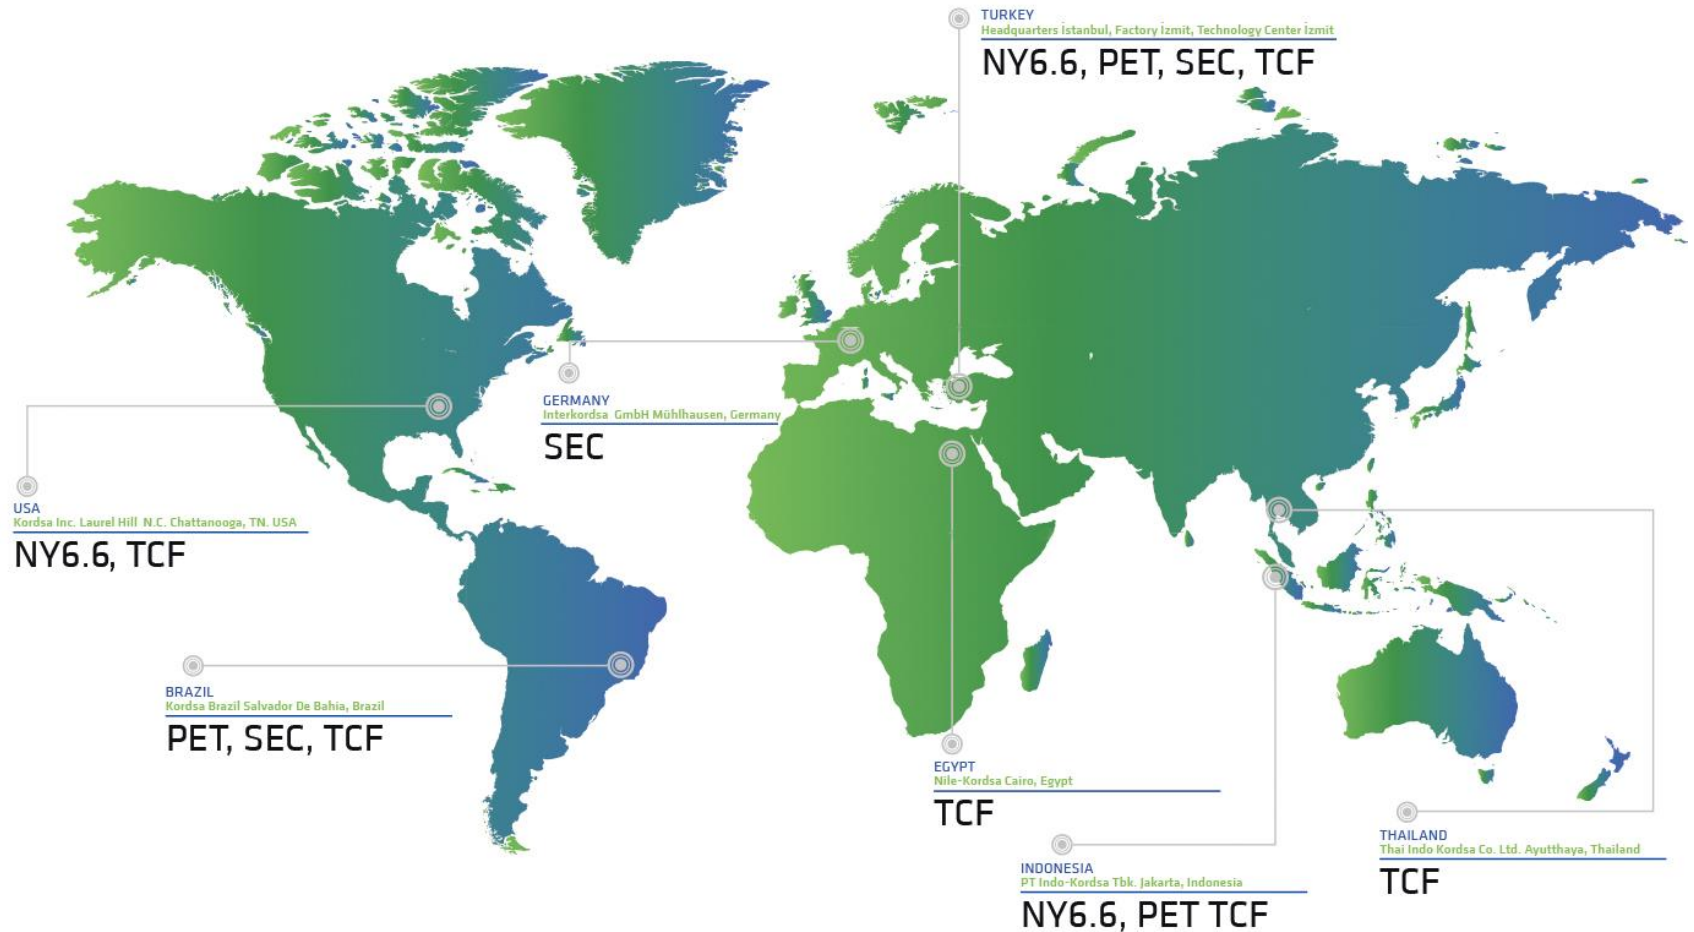 TURKEY
Headquarters İstanbul, Factory İzmit, Technology Center İzmit
NY6.6, PET, SEC, TCF
GERMANY
Interkordsa GmbH Mühlhausen, Germany
SEC
USA
Kordsa Inc. Laurel Hill N.C. Chattanooga, TN. USA
NY6.6, TCF
BRAZIL
Kordsa Brazil Salvador De Bahia, Brazil
PET, SEC, TCF
EGYPT
Nile-Kordsa Cairo, Egypt
TCF
INDONESIA
PT Indo-Kordsa Tbk. Jakarta, Indonesia
NY6.6, PET TCF
THAILAND
Thai Indo Kordsa Co. Ltd. Ayutthaya, Thailand
TCF